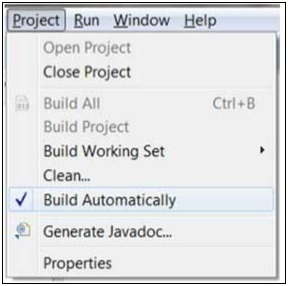 Project Run Window Help
Open Project
Close Project
Build All Ctrl+B
Build Project
Build Working Set
Clean...
Build Automatically
Generate Javadoc...
Properties